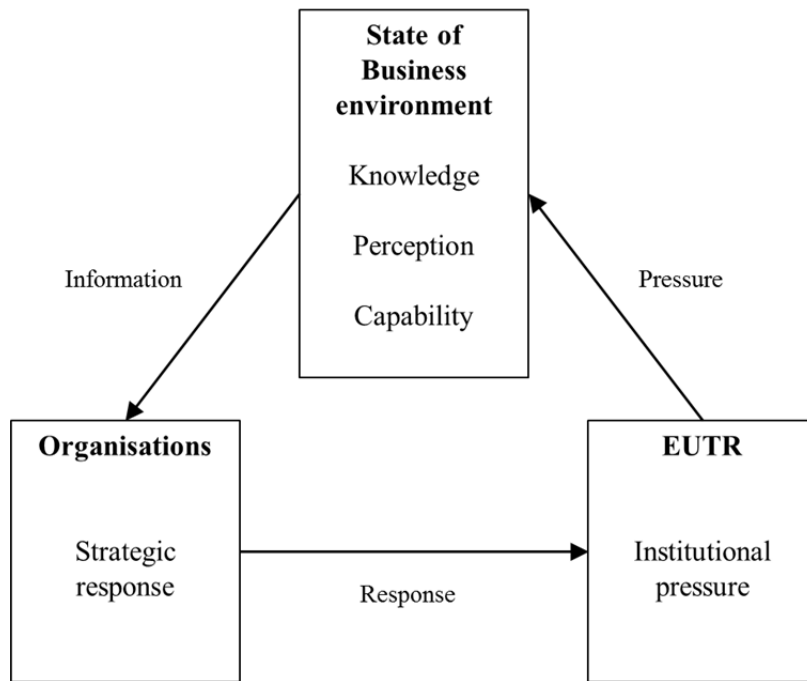 State of
Business
environment
Knowledge
Perception
Capability
Information
Pressure
Organisations
Strategic
response
Response
EUTR
Institutional
pressure